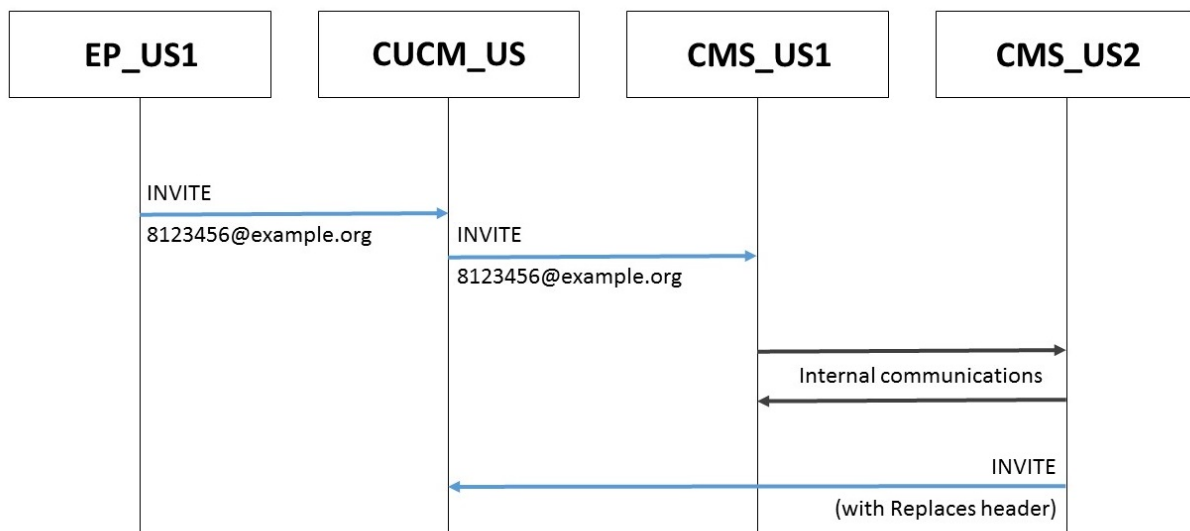 EP_US1
CUCM_US
CMS_US1
CMS_US2
INVITE
8123456@example.org
INVITE
8123456@example.org
Internal communications
INVITE
(with Replaces header)